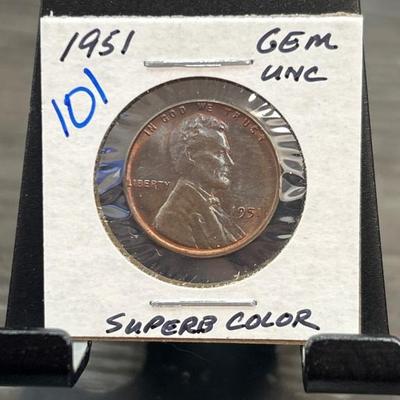 1951 GEM
UNC
101
IN GOD WE TRUST
LIBERTY
1951
SUPERB COLOR